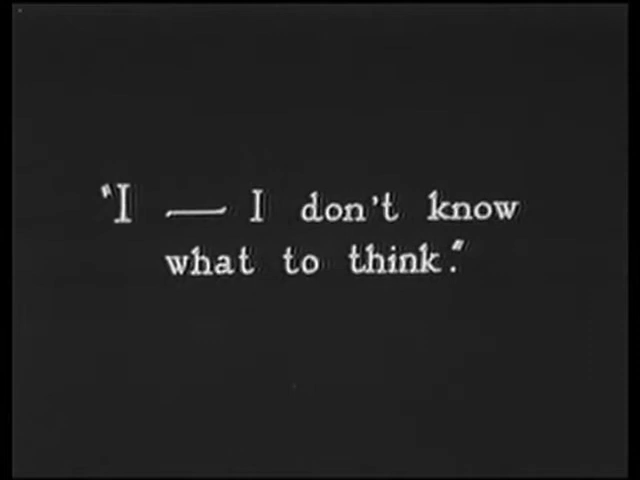 "I — I don't know
what to think."